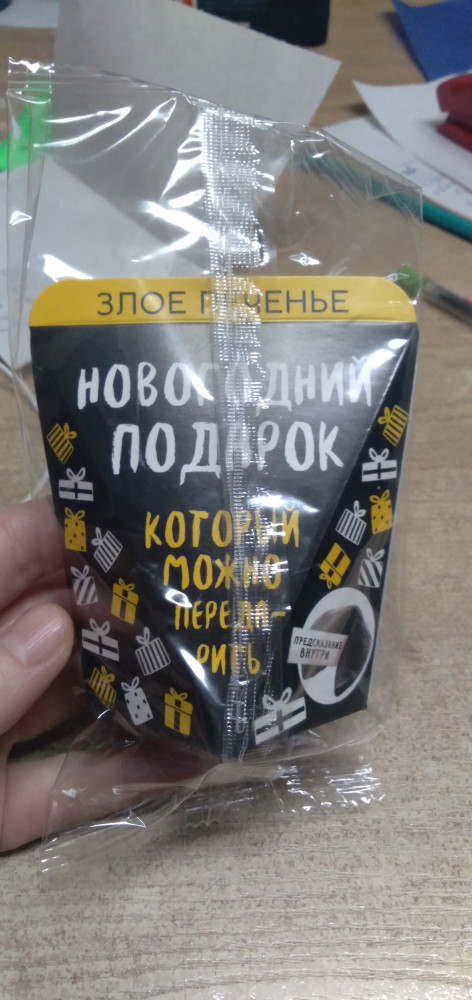 ЗЛОЕ ПЕЧЕНЬЕ
НОВОГОДНИЙ
ПОДАРОК
КОТОРЫЙ
МОЖНО
ПЕРЕДА-
РИТЬ
ПРЕДСКАЗАНИЕ
ВНУТРИ